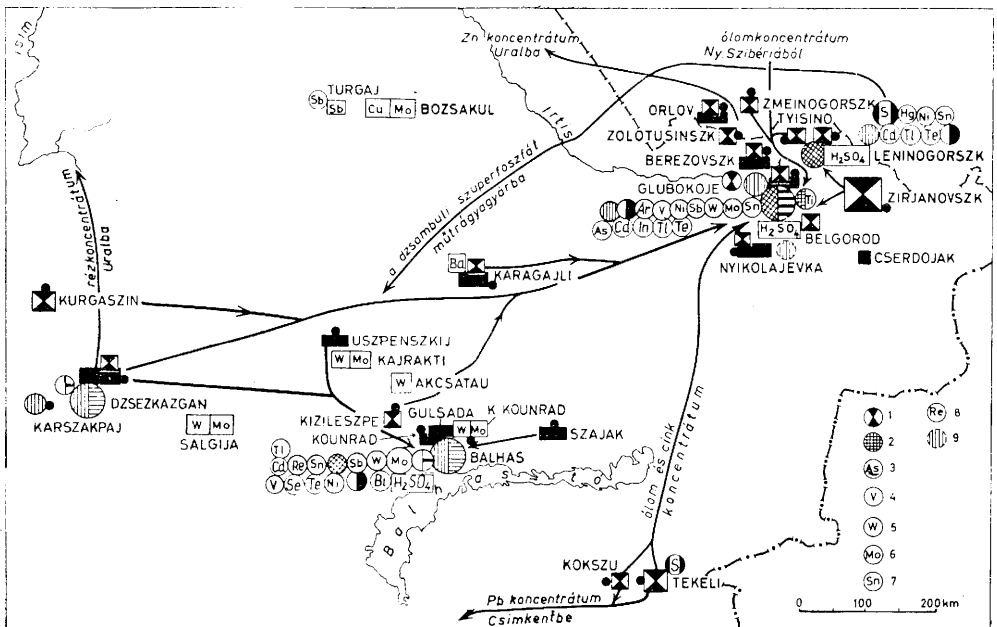 Isim
Zn koncentrátum
Uralba
ólomkoncentrátum
Ny. Szibériából
TURGAJ
Sb
Sb
Cu Mo BOZSAKUL
Irtis
ORLOV
ZMEINOGORSZK
TYISINO
S Hg Ni Sn
Cd Tl Te
ZOLOTUSINSZK
H₂SO₄ LENINOGORSZK
BEREZOVSZK
GLUBOKOJE
Ti
ZIRJANOVSZK
Ar V Ni Sb W Mo Sn
As Cd In Tl Te
H₂SO₄
BELGOROD
NYIKOLAJEVKA
CSERDOJAK
rézkoncentrátum
Uralba
a dzsambuli szuperfoszfát
műtrágyagyárba
Ba
KARAGAJLI
KURGASZIN
USZPENSZKIJ
W Mo KAJRAKTI
W AKCSATAU
DZSEZKAZGAN
KARSZAKPAJ
W Mo
SALGIJA
KIZILESZPE
GULSADA
K KOUNRAD
KOUNRAD
W Mo
SZAJAK
BALHAS
Tl
Cd Re Sn Sb W Mo
V Se Te Ni Bi H₂SO₄
Bal
ólom és cink
koncentrátum
KOKSZU
S
TEKELI
Pb koncentrátum
Csimkentbe
1
2
As 3
V 4
W 5
Mo 6
Sn 7
Re 8
9
0 100 200 km